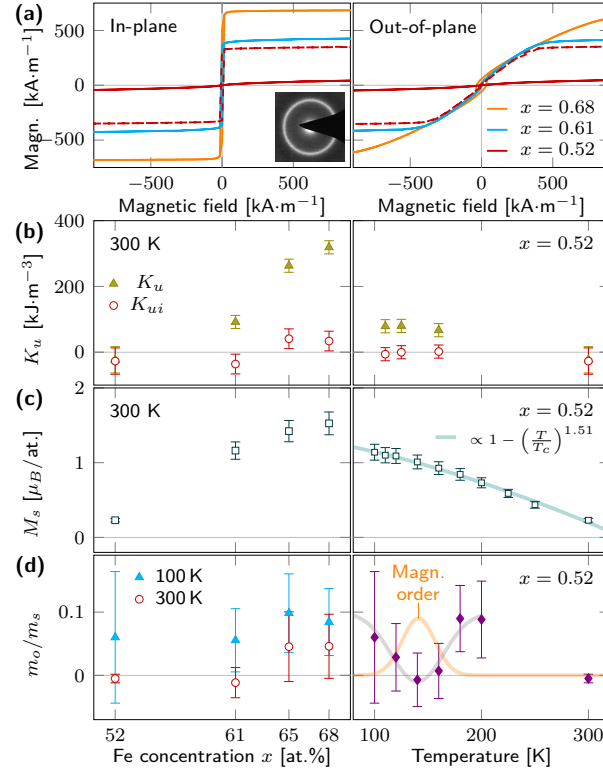 (a)
In-plane
Out-of-plane
500
0
−500
Magn. [kA·m⁻¹]
x = 0.68
x = 0.61
x = 0.52
−500 0 500
−500 0 500
Magnetic field [kA·m⁻¹]
Magnetic field [kA·m⁻¹]
(b)
400
200
0
K_u [kJ·m⁻³]
300 K
K_u
K_ui
x = 0.52
(c)
2
1
0
M_s [μ_B/at.]
300 K
x = 0.52
∝ 1 − (T/T_c)^1.51
(d)
0.1
0
m_o/m_s
100 K
300 K
Magn.
order
x = 0.52
52 61 65 68
100 150 200 250 300
Fe concentration x [at.%]
Temperature [K]